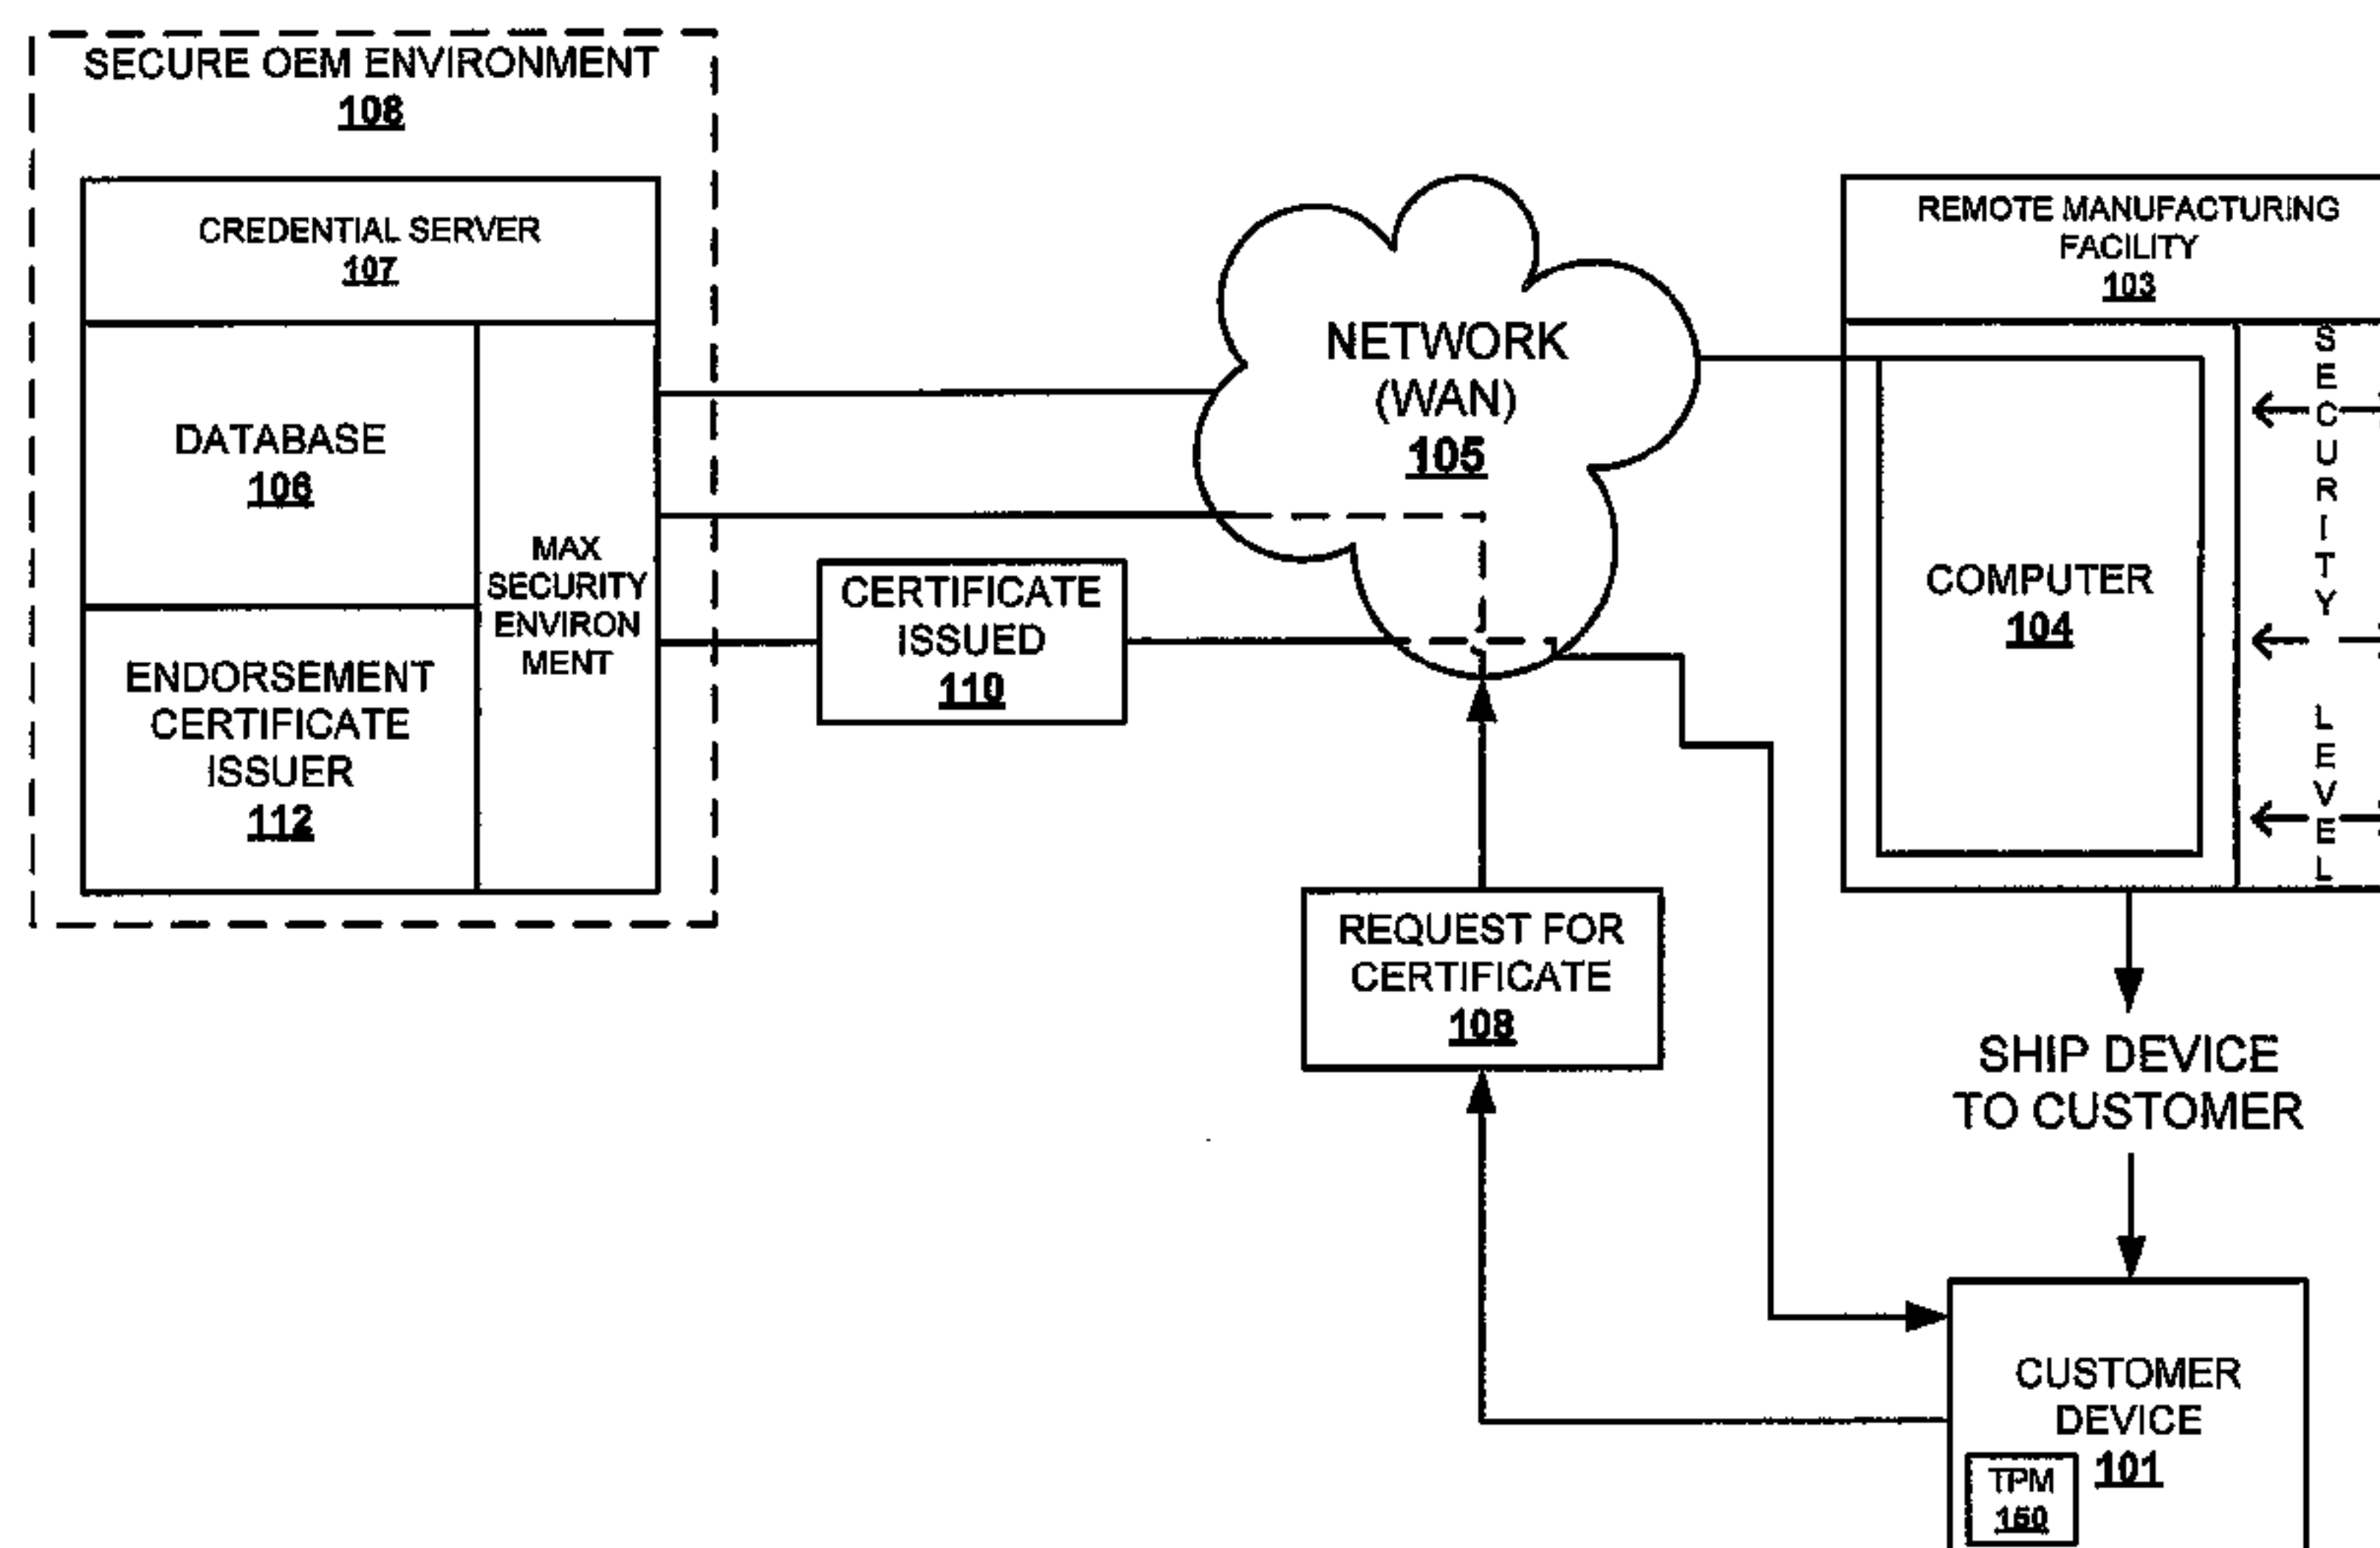 SECURE OEM ENVIRONMENT
108
CREDENTIAL SERVER
107
DATABASE
106
MAX
SECURITY
ENVIRON
MENT
ENDORSEMENT
CERTIFICATE
ISSUER
112
CERTIFICATE
ISSUED
110
NETWORK
(WAN)
105
REMOTE MANUFACTURING
FACILITY
103
COMPUTER
104
SECURITY LEVEL
REQUEST FOR
CERTIFICATE
108
SHIP DEVICE
TO CUSTOMER
CUSTOMER
DEVICE
101
TPM
150